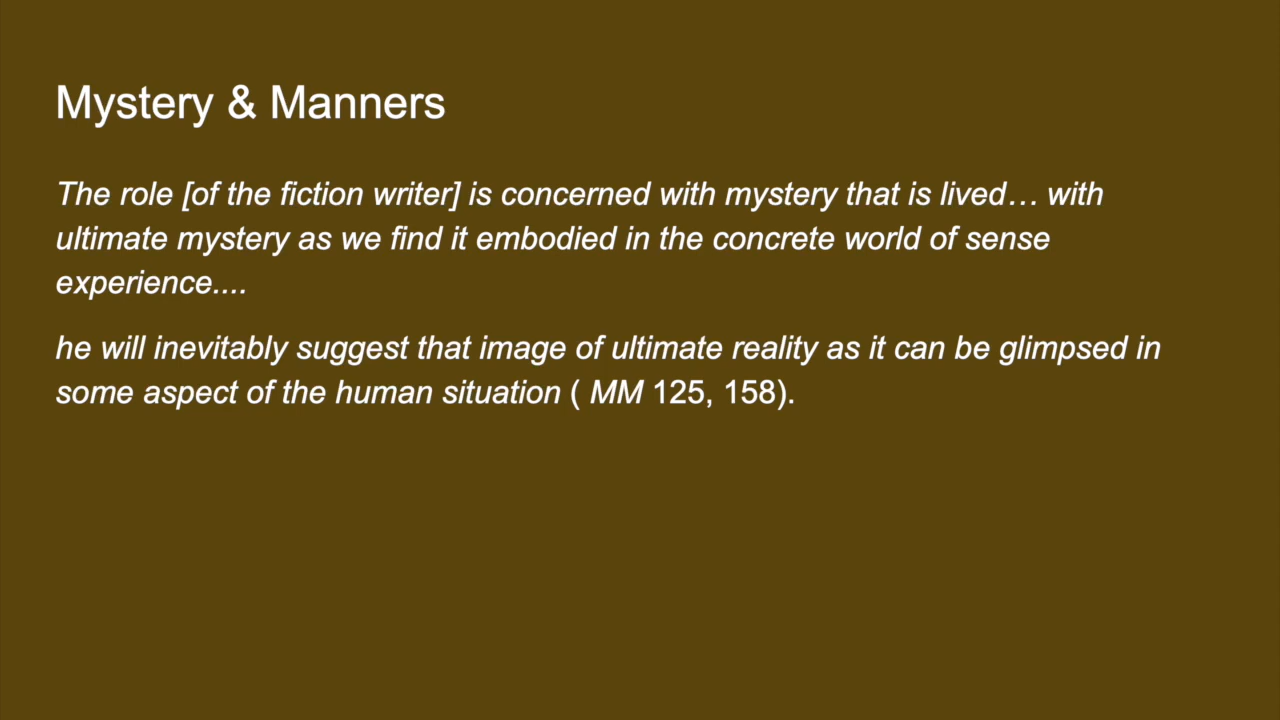 Mystery & Manners
The role [of the fiction writer] is concerned with mystery that is lived… with
ultimate mystery as we find it embodied in the concrete world of sense
experience....
he will inevitably suggest that image of ultimate reality as it can be glimpsed in
some aspect of the human situation ( MM 125, 158).